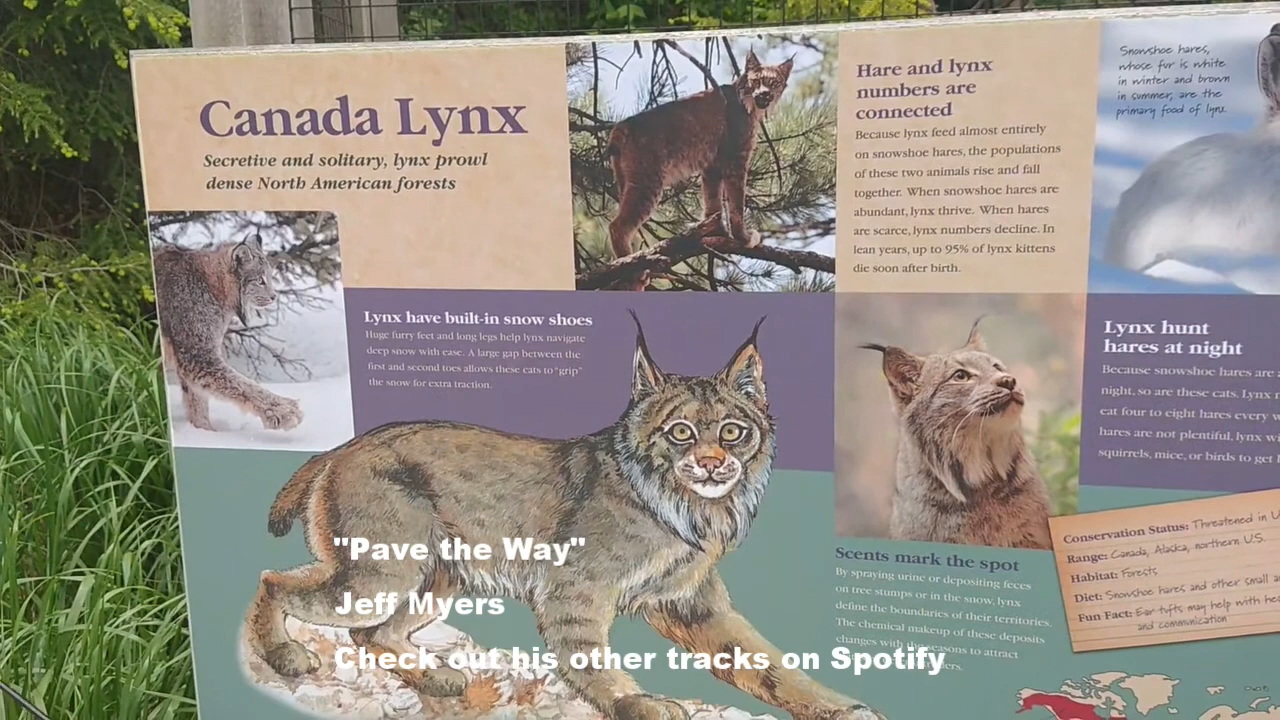 Canada Lynx
Secretive and solitary, lynx prowl
dense North American forests
Lynx have built-in snow shoes
Huge furry feet and long legs help lynx navigate
deep snow with ease. A large gap between the
first and second toes allows these cats to "grip"
the snow for extra traction.
Hare and lynx
numbers are
connected
Because lynx feed almost entirely
on snowshoe hares, the populations
of these two animals rise and fall
together. When snowshoe hares are
abundant, lynx thrive. When hares
are scarce, lynx numbers decline. In
lean years, up to 95% of lynx kittens
die soon after birth.
Snowshoe hares,
whose fur is white
in winter and brown
in summer, are the
primary food of lynx.
Lynx hunt
hares at night
Because snowshoe hares are
night, so are these cats. Lynx
eat four to eight hares every
hares are not plentiful, lynx
squirrels, mice, or birds to get
Scents mark the spot
By spraying urine or depositing feces
on tree stumps or in the snow, lynx
define the boundaries of their territories.
The chemical makeup of these deposits
changes with the seasons to attract
Conservation Status: Threatened in
Range: Canada, Alaska, northern U.S.
Habitat: Forests
Diet: Snowshoe hares and other small
Fun Fact: Ear tufts may help with
and communication
"Pave the Way"
Jeff Myers
Check out his other tracks on Spotify